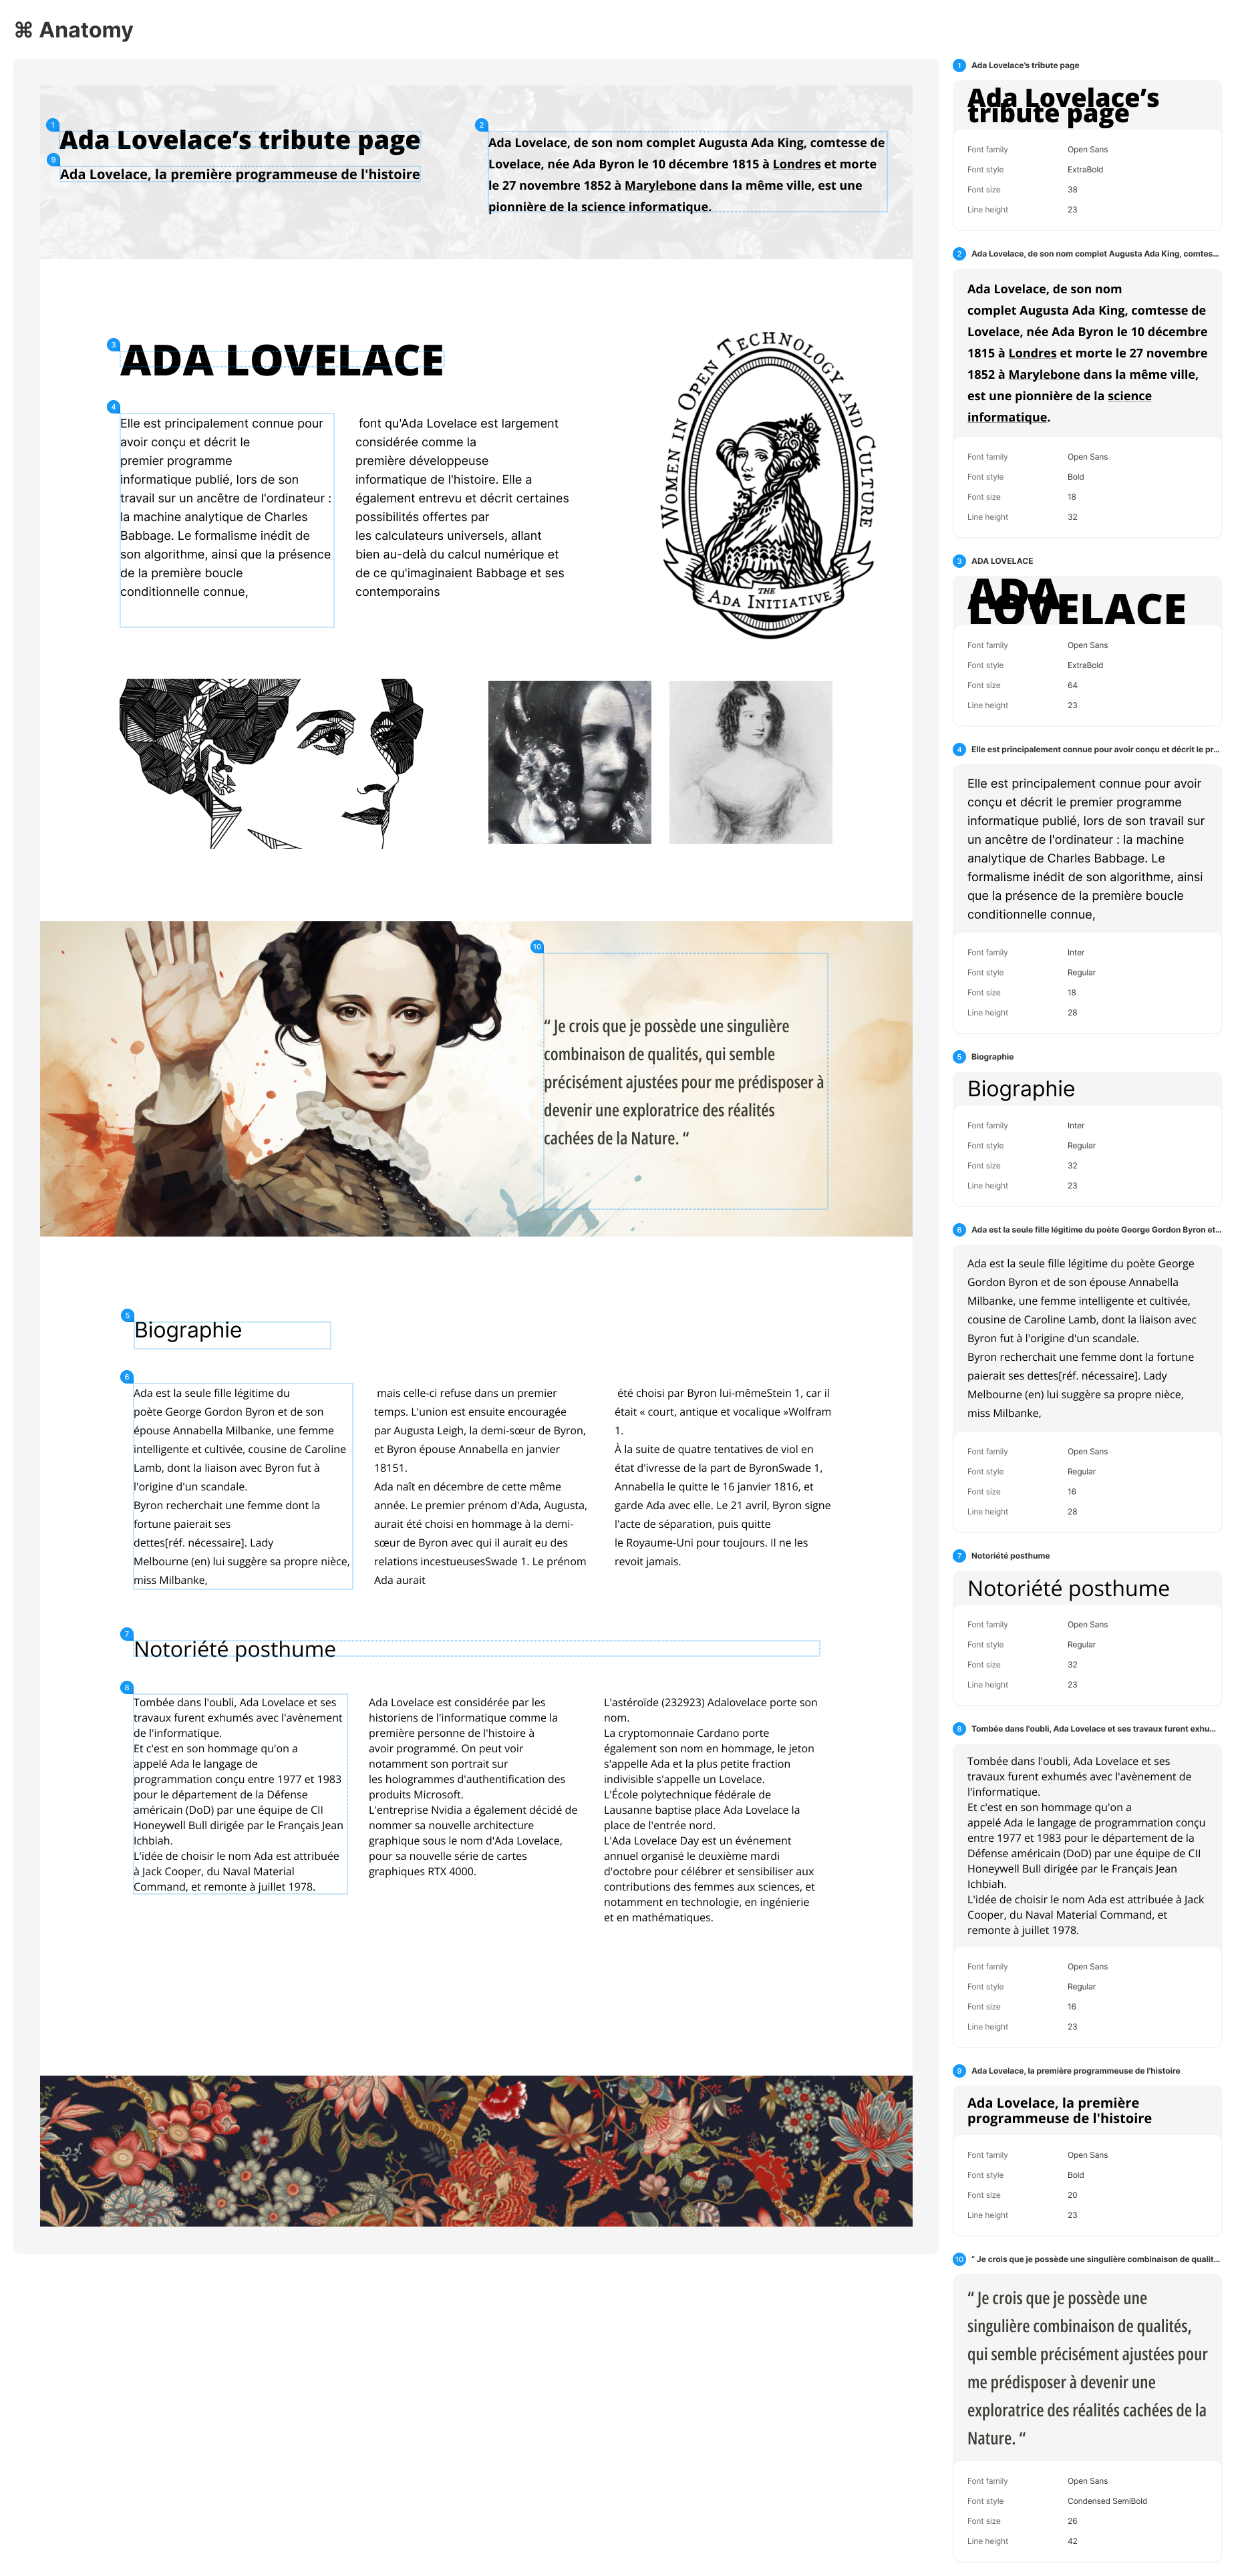 ⌘ Anatomy
1
Ada Lovelace’s tribute page
9
Ada Lovelace, la première programmeuse de l'histoire
2
Ada Lovelace, de son nom complet Augusta Ada King, comtesse de
Lovelace, née Ada Byron le 10 décembre 1815 à Londres et morte
le 27 novembre 1852 à Marylebone dans la même ville, est une
pionnière de la science informatique.
3
ADA LOVELACE
4
Elle est principalement connue pour
avoir conçu et décrit le
premier programme
informatique publié, lors de son
travail sur un ancêtre de l'ordinateur :
la machine analytique de Charles
Babbage. Le formalisme inédit de
son algorithme, ainsi que la présence
de la première boucle
conditionnelle connue,
font qu'Ada Lovelace est largement
considérée comme la
première développeuse
informatique de l'histoire. Elle a
également entrevu et décrit certaines
possibilités offertes par
les calculateurs universels, allant
bien au-delà du calcul numérique et
de ce qu'imaginaient Babbage et ses
contemporains
WOMEN IN OPEN TECHNOLOGY AND CULTURE
THE
ADA INITIATIVE
10
“ Je crois que je possède une singulière
combinaison de qualités, qui semble
précisément ajustées pour me prédisposer à
devenir une exploratrice des réalités
cachées de la Nature. “
5
Biographie
6
Ada est la seule fille légitime du
poète George Gordon Byron et de son
épouse Annabella Milbanke, une femme
intelligente et cultivée, cousine de Caroline
Lamb, dont la liaison avec Byron fut à
l'origine d'un scandale.
Byron recherchait une femme dont la
fortune paierait ses
dettes[réf. nécessaire]. Lady
Melbourne (en) lui suggère sa propre nièce,
miss Milbanke,
mais celle-ci refuse dans un premier
temps. L'union est ensuite encouragée
par Augusta Leigh, la demi-sœur de Byron,
et Byron épouse Annabella en janvier
18151.
Ada naît en décembre de cette même
année. Le premier prénom d'Ada, Augusta,
aurait été choisi en hommage à la demi-
sœur de Byron avec qui il aurait eu des
relations incestueusesSwade 1. Le prénom
Ada aurait
été choisi par Byron lui-mêmeStein 1, car il
était « court, antique et vocalique »Wolfram
1.
À la suite de quatre tentatives de viol en
état d'ivresse de la part de ByronSwade 1,
Annabella le quitte le 16 janvier 1816, et
garde Ada avec elle. Le 21 avril, Byron signe
l'acte de séparation, puis quitte
le Royaume-Uni pour toujours. Il ne les
revoit jamais.
7
Notoriété posthume
8
Tombée dans l'oubli, Ada Lovelace et ses
travaux furent exhumés avec l'avènement
de l'informatique.
Et c'est en son hommage qu'on a
appelé Ada le langage de
programmation conçu entre 1977 et 1983
pour le département de la Défense
américain (DoD) par une équipe de CII
Honeywell Bull dirigée par le Français Jean
Ichbiah.
L'idée de choisir le nom Ada est attribuée
à Jack Cooper, du Naval Material
Command, et remonte à juillet 1978.
Ada Lovelace est considérée par les
historiens de l'informatique comme la
première personne de l'histoire à
avoir programmé. On peut voir
notamment son portrait sur
les hologrammes d'authentification des
produits Microsoft.
L'entreprise Nvidia a également décidé de
nommer sa nouvelle architecture
graphique sous le nom d'Ada Lovelace,
pour sa nouvelle série de cartes
graphiques RTX 4000.
L'astéroïde (232923) Adalovelace porte son
nom.
La cryptomonnaie Cardano porte
également son nom en hommage, le jeton
s'appelle Ada et la plus petite fraction
indivisible s'appelle un Lovelace.
L'École polytechnique fédérale de
Lausanne baptise place Ada Lovelace la
place de l'entrée nord.
L'Ada Lovelace Day est un événement
annuel organisé le deuxième mardi
d'octobre pour célébrer et sensibiliser aux
contributions des femmes aux sciences, et
notamment en technologie, en ingénierie
et en mathématiques.
1 Ada Lovelace’s tribute page
Ada Lovelace’s
tribute page
Font family Open Sans
Font style ExtraBold
Font size 38
Line height 23
2 Ada Lovelace, de son nom complet Augusta Ada King, comtes...
Ada Lovelace, de son nom
complet Augusta Ada King, comtesse de
Lovelace, née Ada Byron le 10 décembre
1815 à Londres et morte le 27 novembre
1852 à Marylebone dans la même ville,
est une pionnière de la science
informatique.
Font family Open Sans
Font style Bold
Font size 18
Line height 32
3 ADA LOVELACE
ADA
LOVELACE
Font family Open Sans
Font style ExtraBold
Font size 64
Line height 23
4 Elle est principalement connue pour avoir conçu et décrit le pr...
Elle est principalement connue pour avoir
conçu et décrit le premier programme
informatique publié, lors de son travail sur
un ancêtre de l'ordinateur : la machine
analytique de Charles Babbage. Le
formalisme inédit de son algorithme, ainsi
que la présence de la première boucle
conditionnelle connue,
Font family Inter
Font style Regular
Font size 18
Line height 28
5 Biographie
Biographie
Font family Inter
Font style Regular
Font size 32
Line height 23
6 Ada est la seule fille légitime du poète George Gordon Byron et...
Ada est la seule fille légitime du poète George
Gordon Byron et de son épouse Annabella
Milbanke, une femme intelligente et cultivée,
cousine de Caroline Lamb, dont la liaison avec
Byron fut à l'origine d'un scandale.
Byron recherchait une femme dont la fortune
paierait ses dettes[réf. nécessaire]. Lady
Melbourne (en) lui suggère sa propre nièce,
miss Milbanke,
Font family Open Sans
Font style Regular
Font size 16
Line height 28
7 Notoriété posthume
Notoriété posthume
Font family Open Sans
Font style Regular
Font size 32
Line height 23
8 Tombée dans l'oubli, Ada Lovelace et ses travaux furent exhu...
Tombée dans l'oubli, Ada Lovelace et ses
travaux furent exhumés avec l'avènement de
l'informatique.
Et c'est en son hommage qu'on a
appelé Ada le langage de programmation conçu
entre 1977 et 1983 pour le département de la
Défense américain (DoD) par une équipe de CII
Honeywell Bull dirigée par le Français Jean
Ichbiah.
L'idée de choisir le nom Ada est attribuée à Jack
Cooper, du Naval Material Command, et
remonte à juillet 1978.
Font family Open Sans
Font style Regular
Font size 16
Line height 23
9 Ada Lovelace, la première programmeuse de l'histoire
Ada Lovelace, la première
programmeuse de l'histoire
Font family Open Sans
Font style Bold
Font size 20
Line height 23
10 “ Je crois que je possède une singulière combinaison de qualit...
“ Je crois que je possède une
singulière combinaison de qualités,
qui semble précisément ajustées pour
me prédisposer à devenir une
exploratrice des réalités cachées de la
Nature. “
Font family Open Sans
Font style Condensed SemiBold
Font size 26
Line height 42